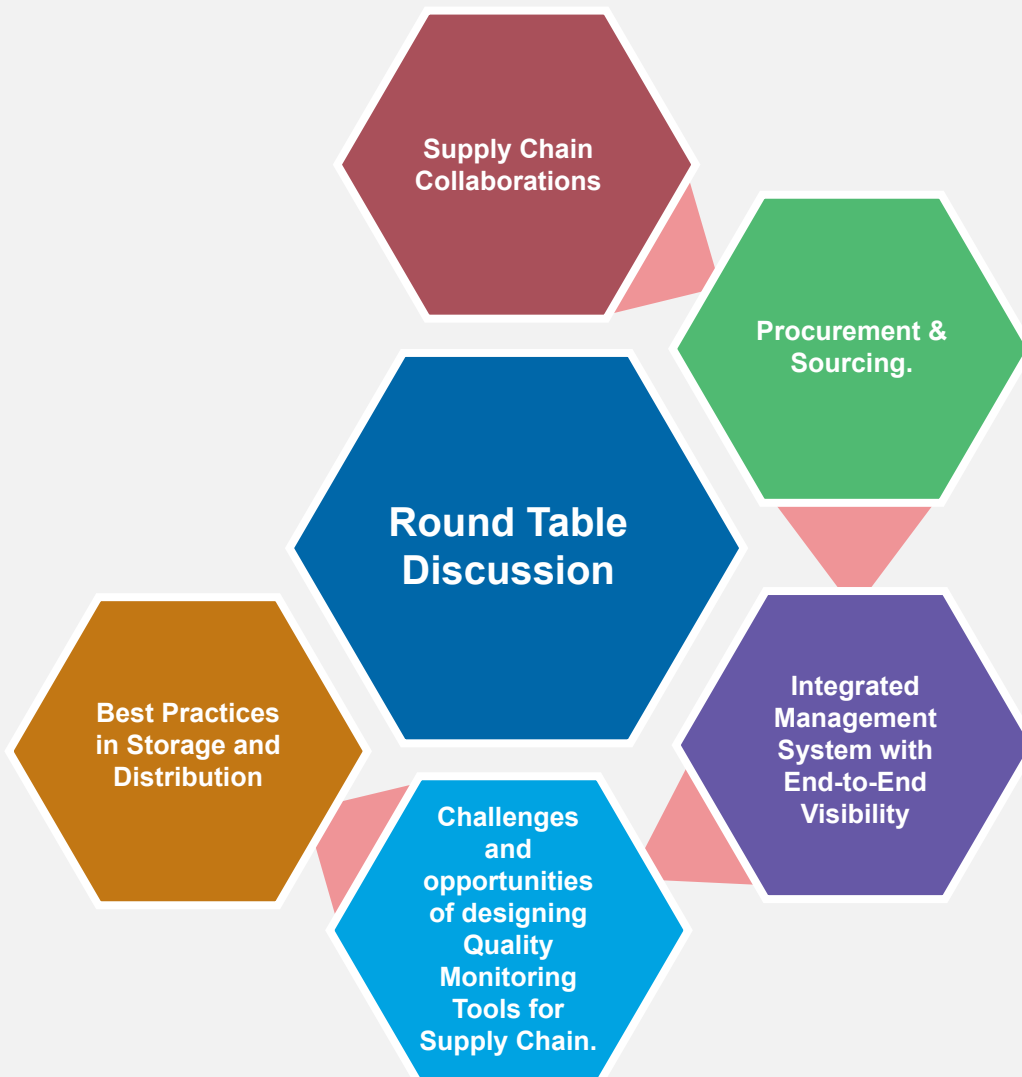 Supply Chain
Collaborations
Procurement &
Sourcing.
Round Table
Discussion
Integrated
Management
System with
End-to-End
Visibility
Best Practices
in Storage and
Distribution
Challenges
and
opportunities
of designing
Quality
Monitoring
Tools for
Supply Chain.